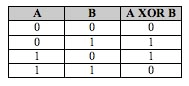 A B A XOR B
0 0 0
0 1 1
1 0 1
1 1 0